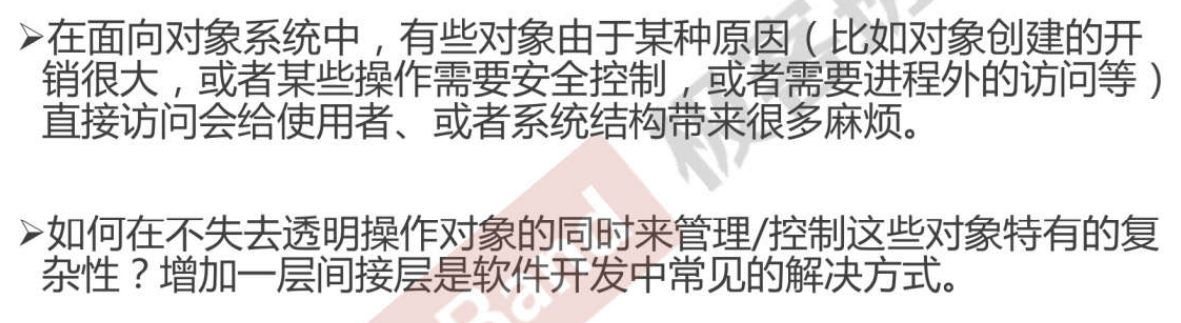 ➢在面向对象系统中，有些对象由于某种原因（比如对象创建的开
销很大，或者某些操作需要安全控制，或者需要进程外的访问等）
直接访问会给使用者、或者系统结构带来很多麻烦。
➢如何在不失去透明操作对象的同时来管理/控制这些对象特有的复
杂性？增加一层间接层是软件开发中常见的解决方式。
极客班
Band